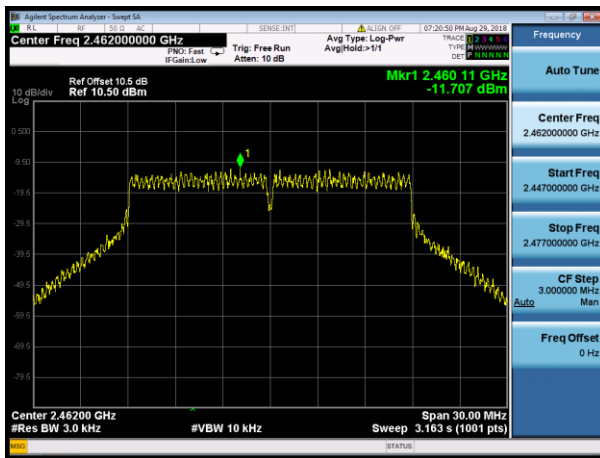 Agilent Spectrum Analyzer - Swept SA
RL RF 50 Ω AC SENSE:INT ALIGN OFF 07:20:50 PM Aug 29, 2018
Center Freq 2.462000000 GHz
PNO: Fast
IFGain:Low
Trig: Free Run
Atten: 10 dB
Avg Type: Log-Pwr
Avg|Hold:>1/1
TRACE 1 2 3 4 5 6
TYPE M WWWWW
DET P NNNNN
Ref Offset 10.5 dB
10 dB/div Ref 10.50 dBm
Log
Mkr1 2.460 11 GHz
-11.707 dBm
0.500
-9.50
-19.5
-29.5
-39.5
-49.5
-59.5
-69.5
-79.5
1
Center 2.46200 GHz
Span 30.00 MHz
#Res BW 3.0 kHz
#VBW 10 kHz
Sweep 3.163 s (1001 pts)
MSG
STATUS
Frequency
Auto Tune
Center Freq
2.462000000 GHz
Start Freq
2.447000000 GHz
Stop Freq
2.477000000 GHz
CF Step
3.000000 MHz
Auto Man
Freq Offset
0 Hz